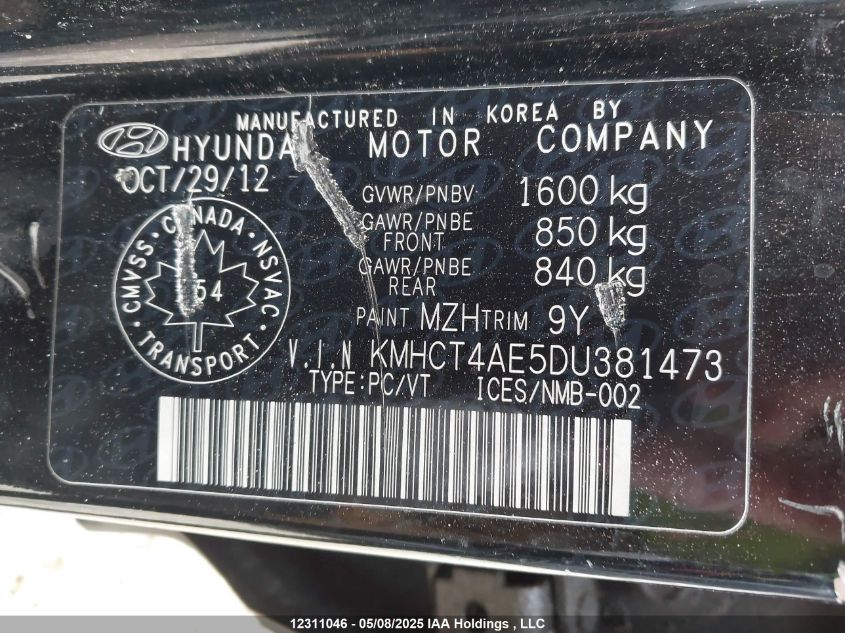 MANUFACTURED IN KOREA BY
HYUNDAI MOTOR COMPANY
OCT/29/12
GVWR/PNBV 1600 kg
GAWR/PNBE FRONT 850 kg
GAWR/PNBE REAR 840 kg
PAINT MZH TRIM 9Y
CMVSS · CANADA · NSVAC · TRANSPORT ·
V.I.N KMHCT4AE5DU381473
TYPE:PC/VT ICES/NMB-002
12311046 - 05/08/2025 IAA Holdings , LLC